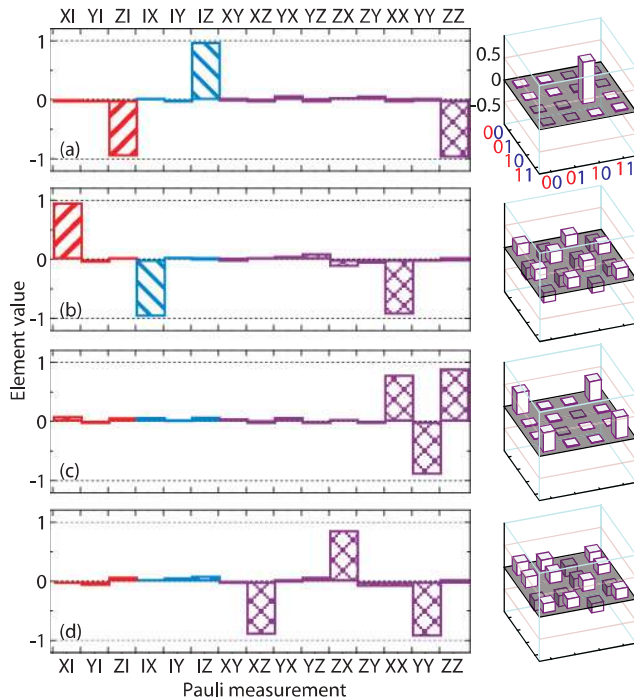 XI YI ZI IX IY IZ XY XZ YX YZ ZX ZY XX YY ZZ
1
0
-1
(a)
0.5
0
-0.5
00
01
10
11
00 01 10 11
1
0
-1
(b)
Element value
1
0
-1
(c)
1
0
-1
(d)
XI YI ZI IX IY IZ XY XZ YX YZ ZX ZY XX YY ZZ
Pauli measurement